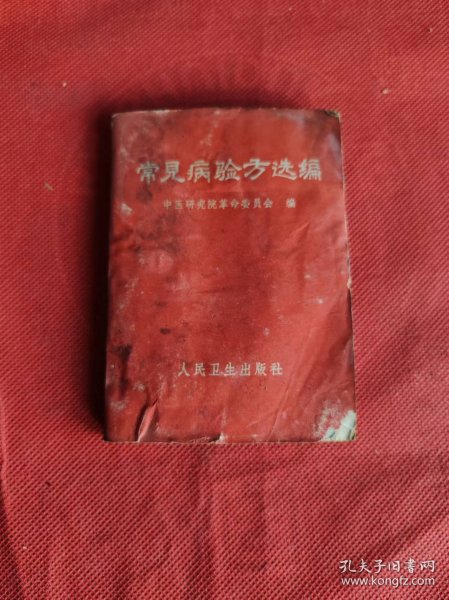 常见病验方选编
中医研究院革命委员会 编
人民卫生出版社
孔夫子旧书网
www.kongfz.com